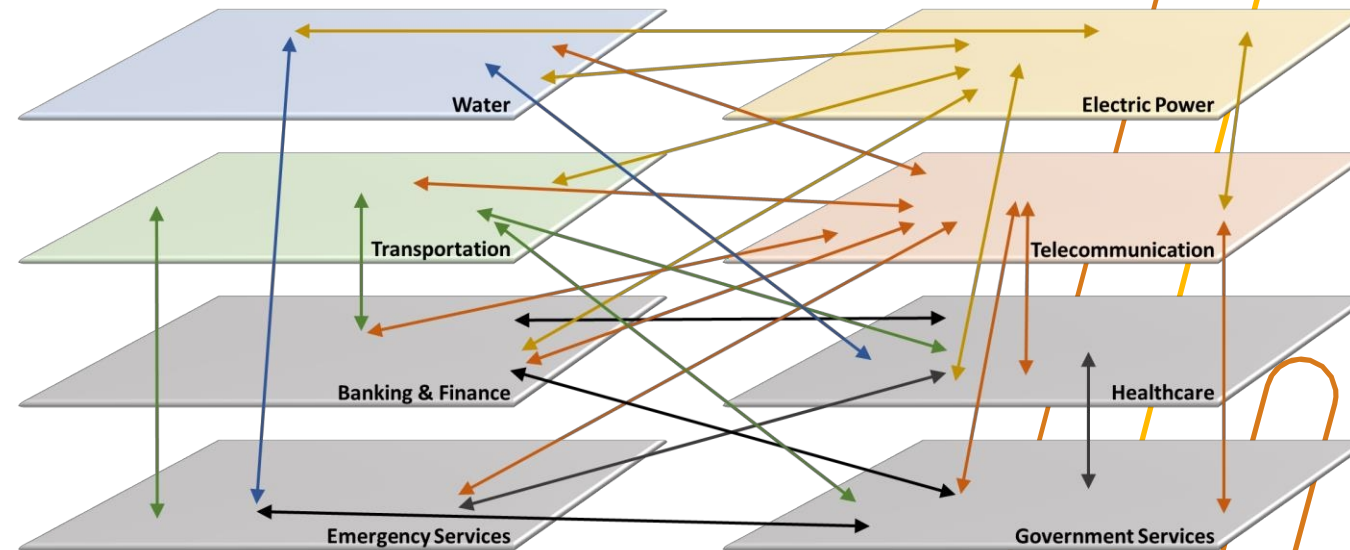 Water
Electric Power
Transportation
Telecommunication
Banking & Finance
Healthcare
Emergency Services
Government Services